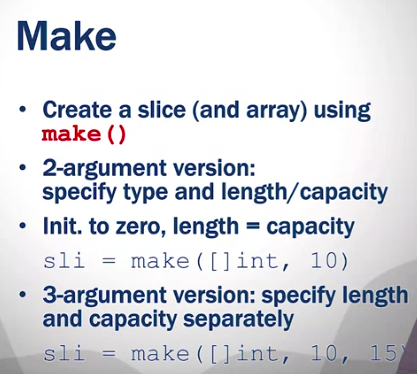 Make
• Create a slice (and array) using
make()
• 2-argument version:
specify type and length/capacity
• Init. to zero, length = capacity
sli = make([]int, 10)
• 3-argument version: specify length
and capacity separately
sli = make([]int, 10, 15)